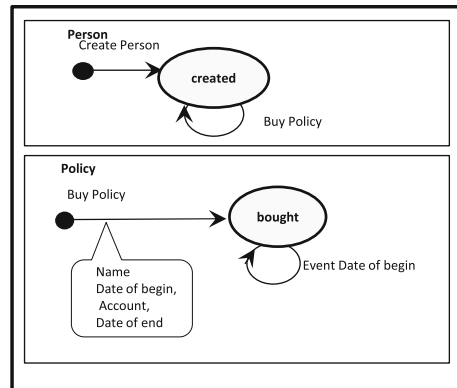 Person
Create Person
created
Buy Policy
Policy
Buy Policy
bought
Event Date of begin
Name
Date of begin,
Account,
Date of end